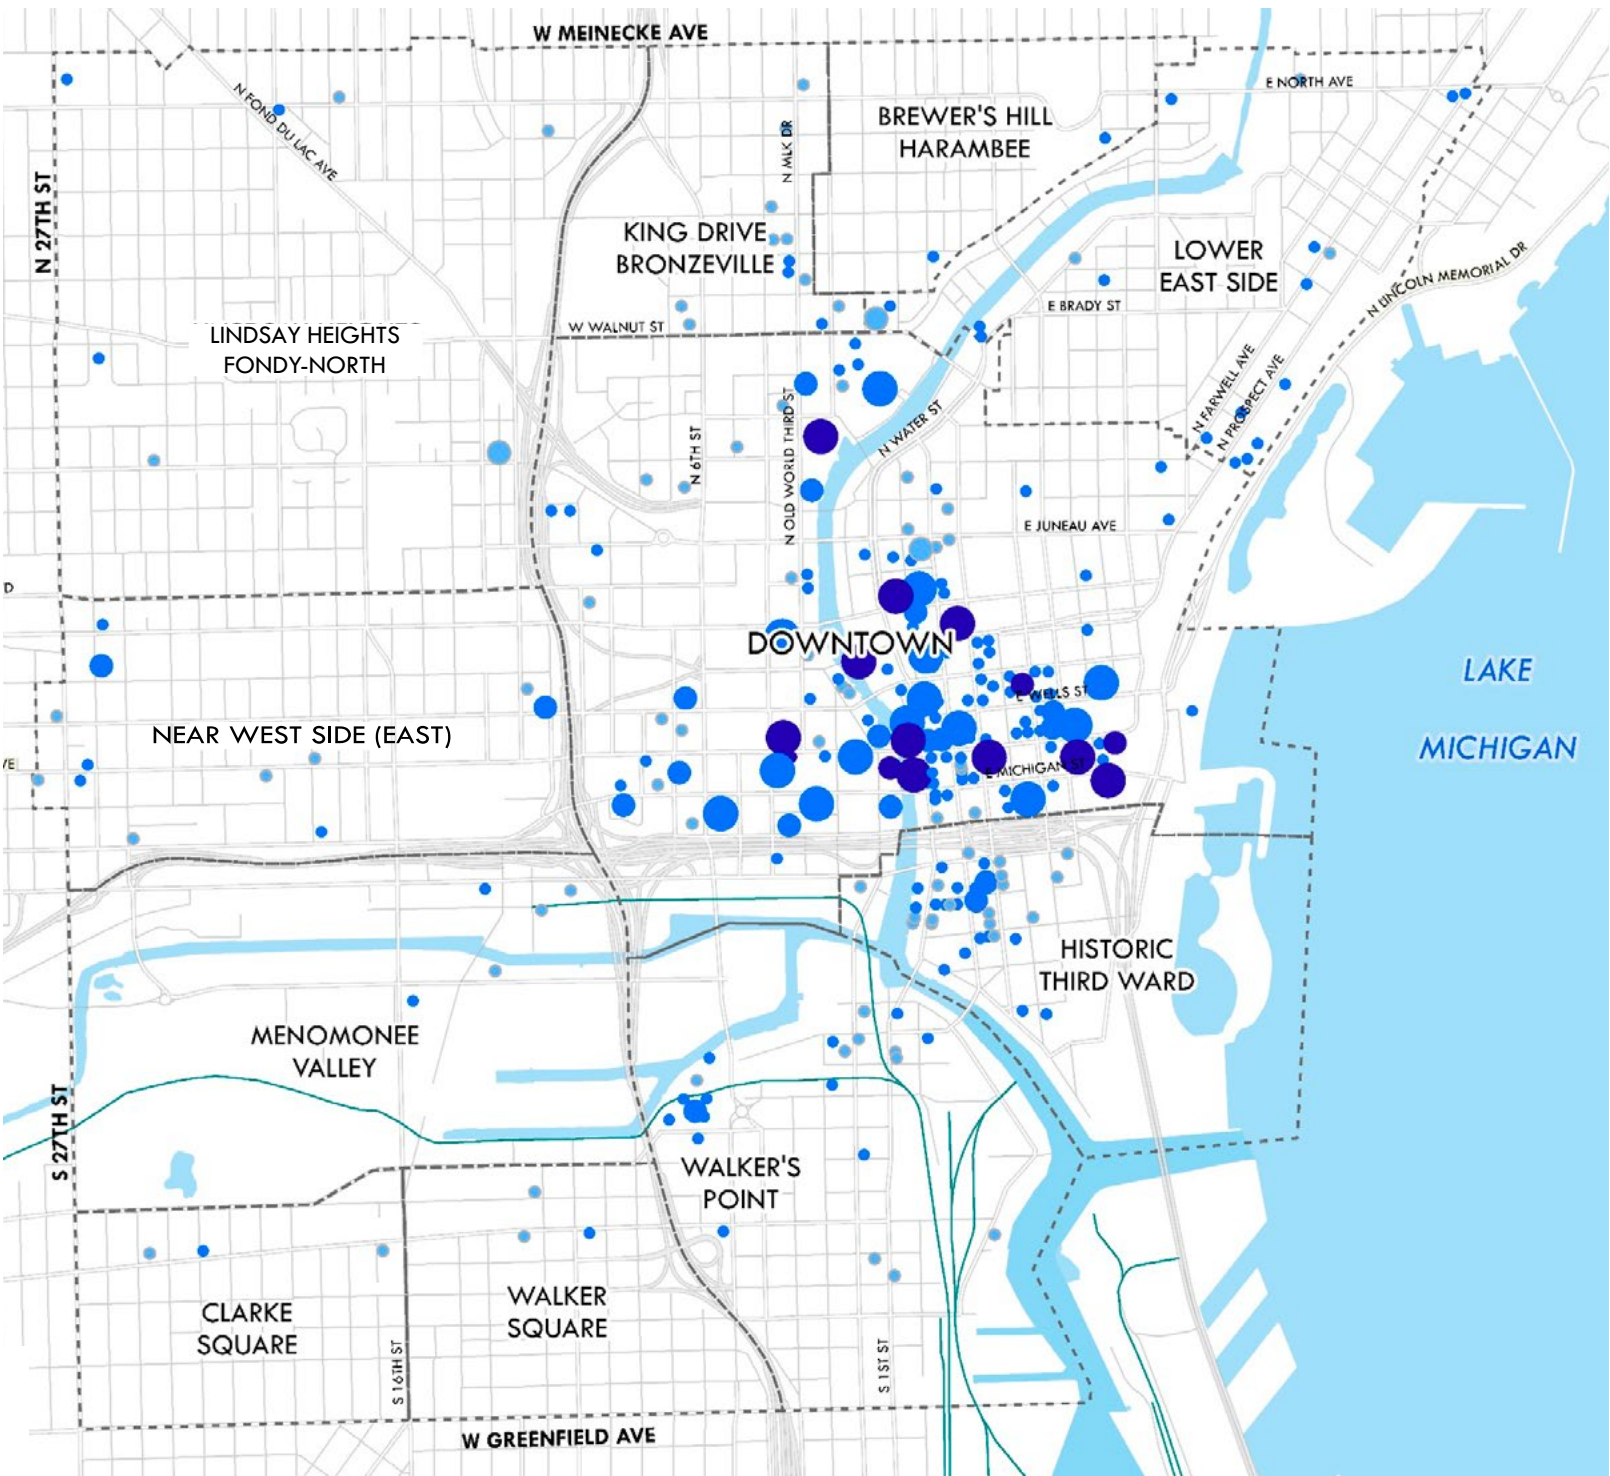 W MEINECKE AVE
E NORTH AVE
N FOND DU LAC AVE
BREWER'S HILL
HARAMBEE
N MLK DR
N 27TH ST
KING DRIVE
BRONZEVILLE
LOWER
EAST SIDE
N LINCOLN MEMORIAL DR
E BRADY ST
W WALNUT ST
LINDSAY HEIGHTS
FONDY-NORTH
N FARWELL AVE
N PROSPECT AVE
N WATER ST
N OLD WORLD THIRD ST
N 6TH ST
E JUNEAU AVE
D
DOWNTOWN
LAKE
MICHIGAN
E WELLS ST
NEAR WEST SIDE (EAST)
VE
E MICHIGAN ST
HISTORIC
THIRD WARD
MENOMONEE
VALLEY
S 27TH ST
WALKER'S
POINT
CLARKE
SQUARE
WALKER
SQUARE
S 16TH ST
S 1ST ST
W GREENFIELD AVE